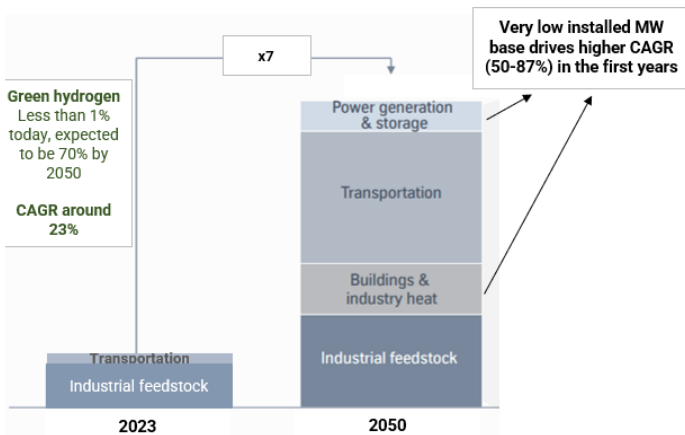 Very low installed MW
base drives higher CAGR
(50-87%) in the first years
x7
Green hydrogen
Less than 1%
today, expected
to be 70% by
2050
CAGR around
23%
Power generation
& storage
Transportation
Buildings &
industry heat
Industrial feedstock
Transportation
Industrial feedstock
2023
2050